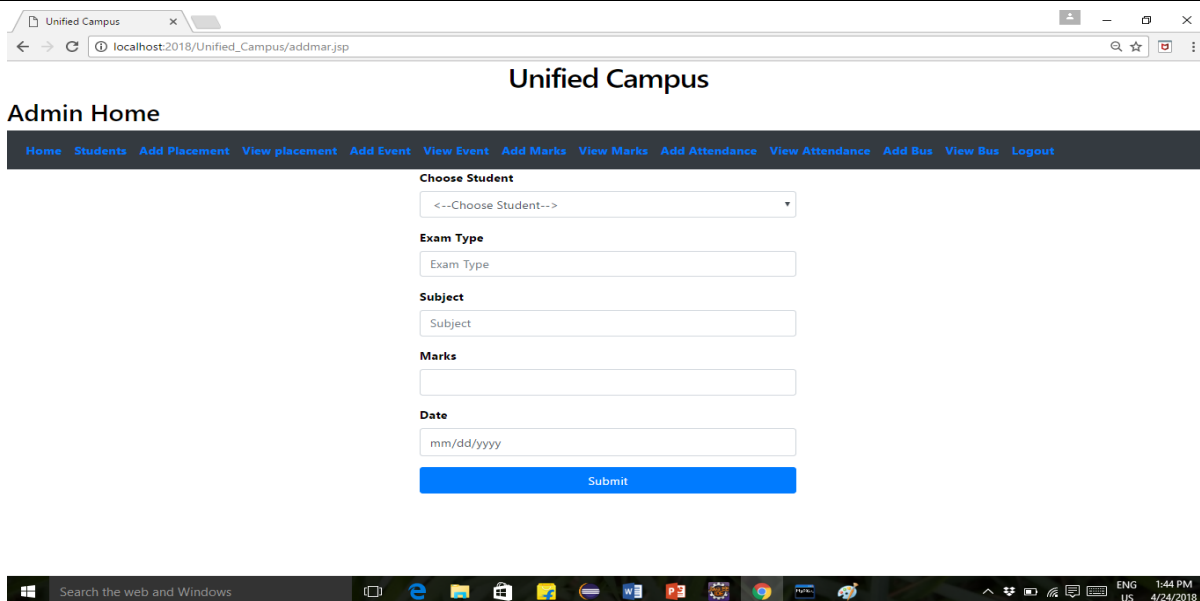 Unified Campus
localhost:2018/Unified_Campus/addmar.jsp
Unified Campus
Admin Home
Home Students Add Placement View placement Add Event View Event Add Marks View Marks Add Attendance View Attendance Add Bus View Bus Logout
Choose Student
<--Choose Student-->
Exam Type
Exam Type
Subject
Subject
Marks
Date
mm/dd/yyyy
Submit
Search the web and Windows
ENG 1:44 PM
US 4/24/2018